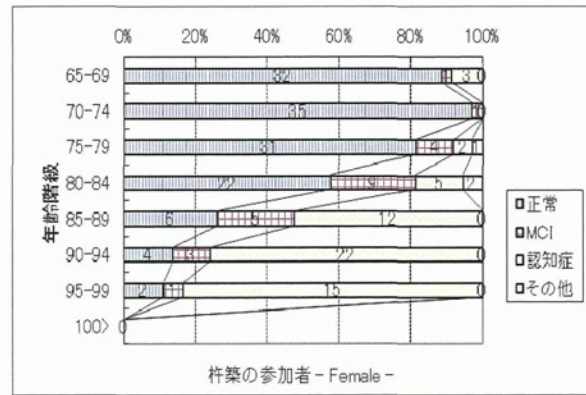 0% 20% 40% 60% 80% 100%
65-69 32 1 3 0
70-74 35
75-79 31 4 2 1
80-84 22 9 5 2
85-89 6 5 12 0
90-94 4 3 22 0
95-99 2 1 15 0
100> 0
年齢階級
正常
MCI
認知症
その他
杵築の参加者 - Female -